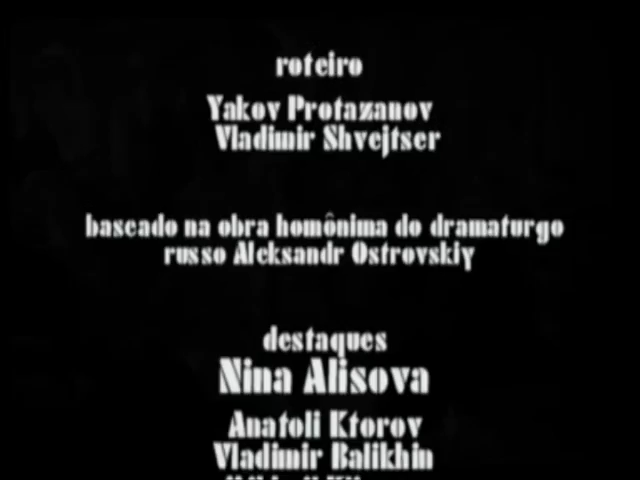 roteiro
Yakov Protazanov
Vladimir Shvejtser
baseado na obra homônima do dramaturgo
russo Aleksandr Ostrovskiy
destaques
Nina Alisova
Anatoli Ktorov
Vladimir Balikhin